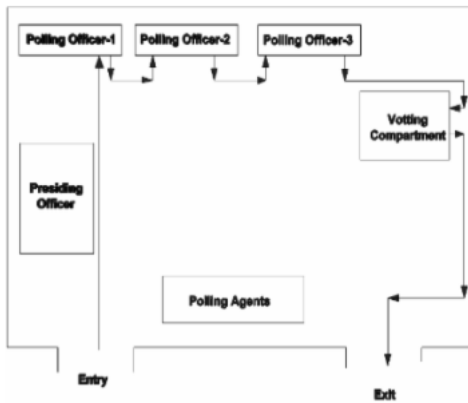 Polling Officer-1
Polling Officer-2
Polling Officer-3
Votting
Compartment
Presiding
Officer
Polling Agents
Entry
Exit